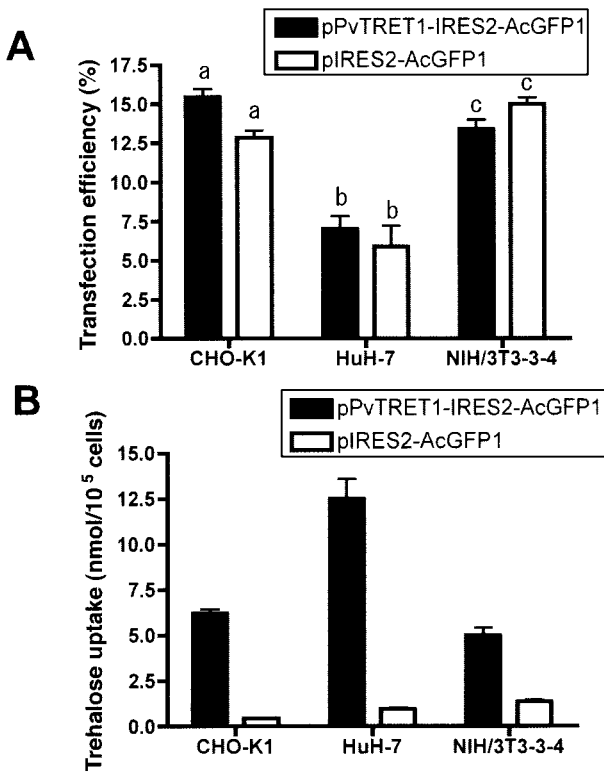 A
pPvTRET1-IRES2-AcGFP1
pIRES2-AcGFP1
Transfection efficiency (%)
17.5
15.0
12.5
10.0
7.5
5.0
2.5
0.0
a
a
b
b
c
c
CHO-K1
HuH-7
NIH/3T3-3-4
B
pPvTRET1-IRES2-AcGFP1
pIRES2-AcGFP1
Trehalose uptake (nmol/10⁵ cells)
15.0
12.5
10.0
7.5
5.0
2.5
0.0
CHO-K1
HuH-7
NIH/3T3-3-4